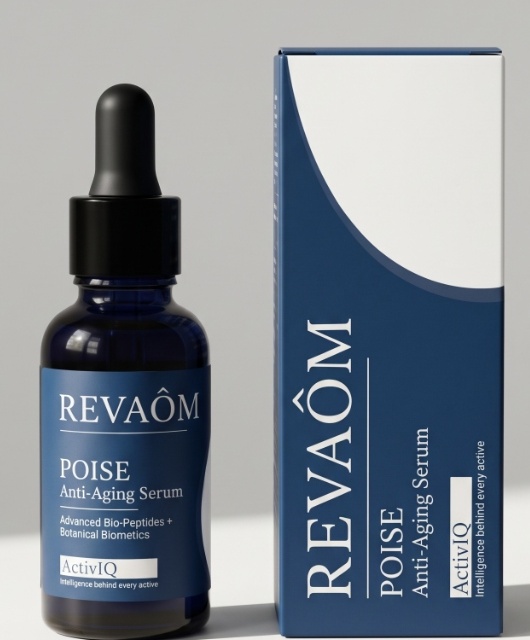 REVAÔM
POISE
Anti-Aging Serum
Advanced Bio-Peptides +
Botanical Biometics
ActivIQ
Intelligence behind every active
REVAÔM
POISE
Anti-Aging Serum
ActivIQ
Intelligence behind every active